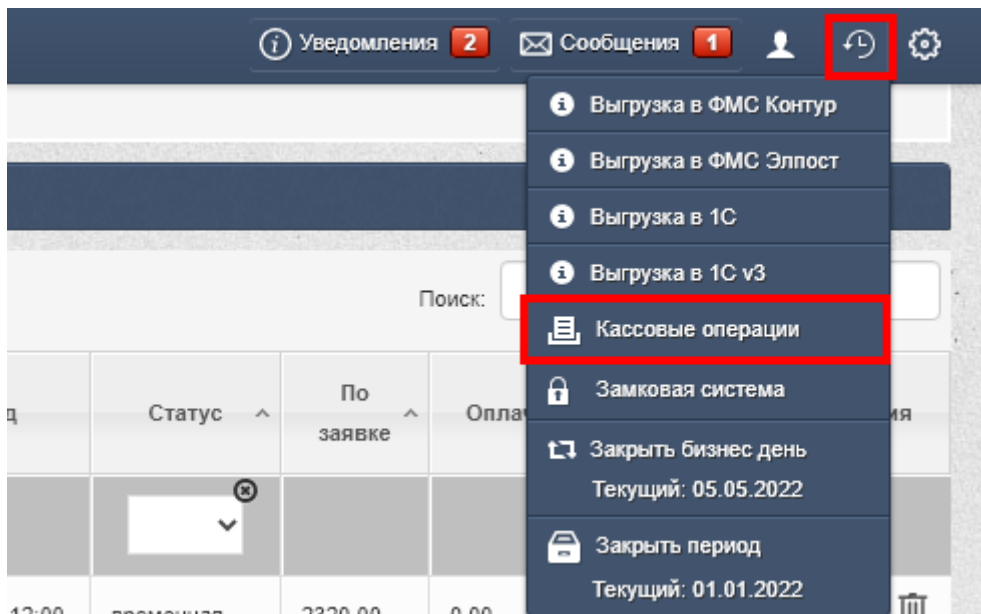 Уведомления 2 Сообщения 1
Выгрузка в ФМС Контур
Выгрузка в ФМС Элпост
Выгрузка в 1С
Выгрузка в 1С v3
Поиск:
Кассовые операции
Замковая система
Статус
По
заявке
Закрыть бизнес день
Текущий: 05.05.2022
Закрыть период
Текущий: 01.01.2022